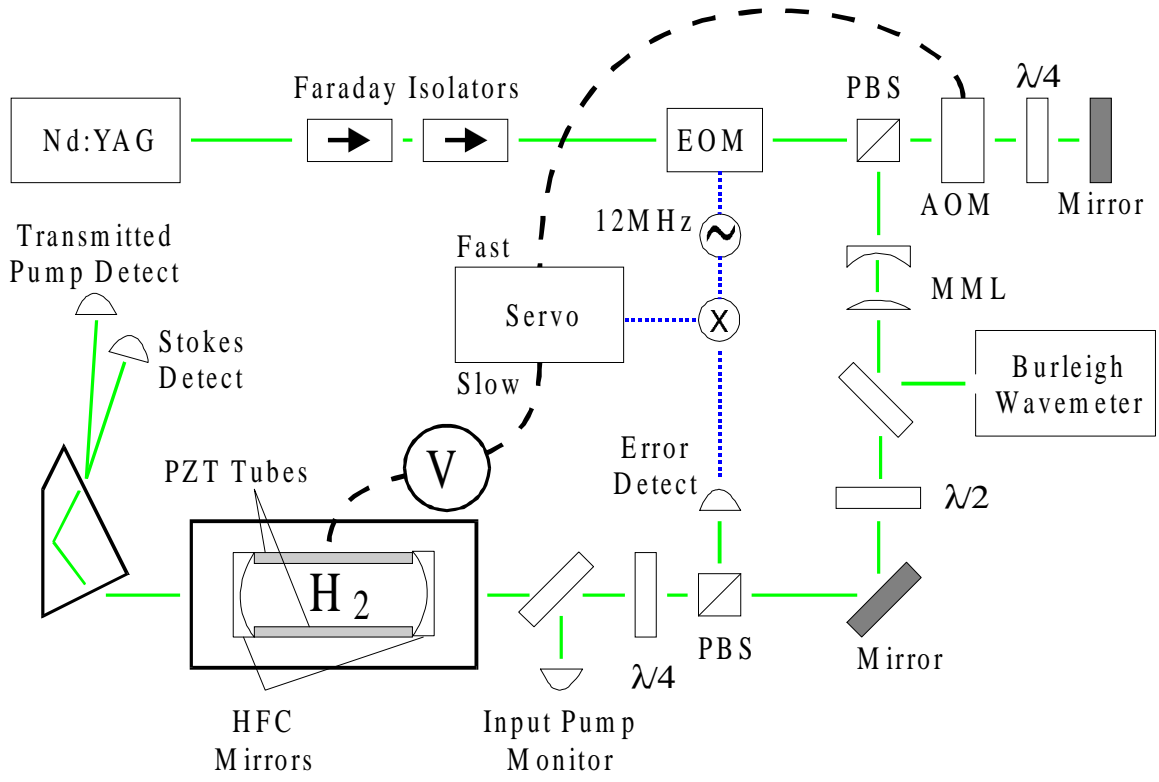 PBS
λ/4
Faraday Isolators
Nd:YAG
EOM
AOM
Mirror
12MHz
Transmitted
Pump Detect
Fast
Servo
Slow
X
MML
Stokes
Detect
Burleigh
Wavemeter
Error
Detect
PZT Tubes
V
λ/2
H2
PBS
Mirror
λ/4
HFC
Mirrors
Input Pump
Monitor